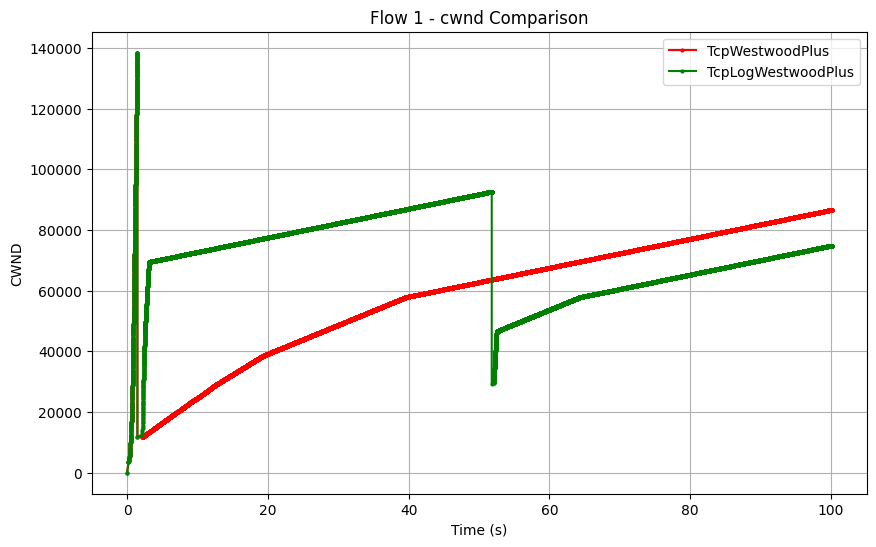 Flow 1 - cwnd Comparison
TcpWestwoodPlus
TcpLogWestwoodPlus
CWND
140000
120000
100000
80000
60000
40000
20000
0
0 20 40 60 80 100
Time (s)